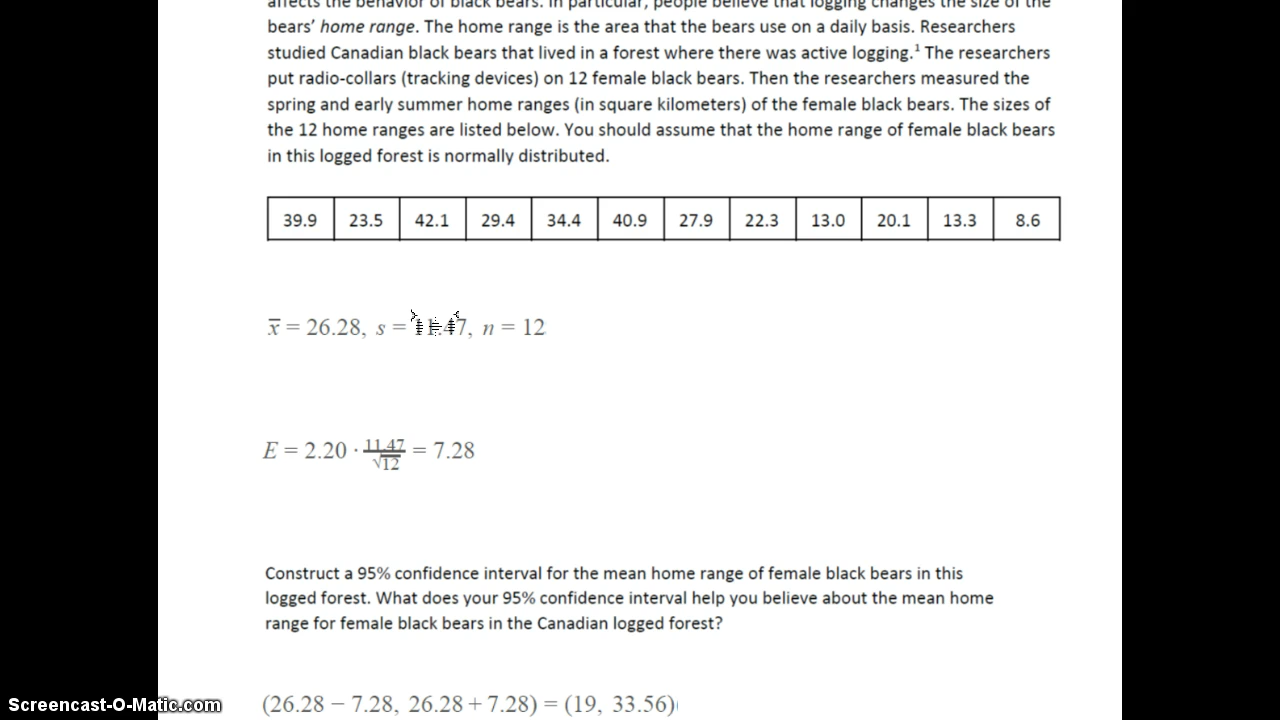 affects the behavior of black bears. In particular, people believe that logging changes the size of the
bears' home range. The home range is the area that the bears use on a daily basis. Researchers
studied Canadian black bears that lived in a forest where there was active logging.¹ The researchers
put radio-collars (tracking devices) on 12 female black bears. Then the researchers measured the
spring and early summer home ranges (in square kilometers) of the female black bears. The sizes of
the 12 home ranges are listed below. You should assume that the home range of female black bears
in this logged forest is normally distributed.
39.9 23.5 42.1 29.4 34.4 40.9 27.9 22.3 13.0 20.1 13.3 8.6
x̅ = 26.28, s = 11.47, n = 12
E = 2.20 · 11.47/√12 = 7.28
Construct a 95% confidence interval for the mean home range of female black bears in this
logged forest. What does your 95% confidence interval help you believe about the mean home
range for female black bears in the Canadian logged forest?
(26.28 − 7.28, 26.28 + 7.28) = (19, 33.56)
Screencast-O-Matic.com